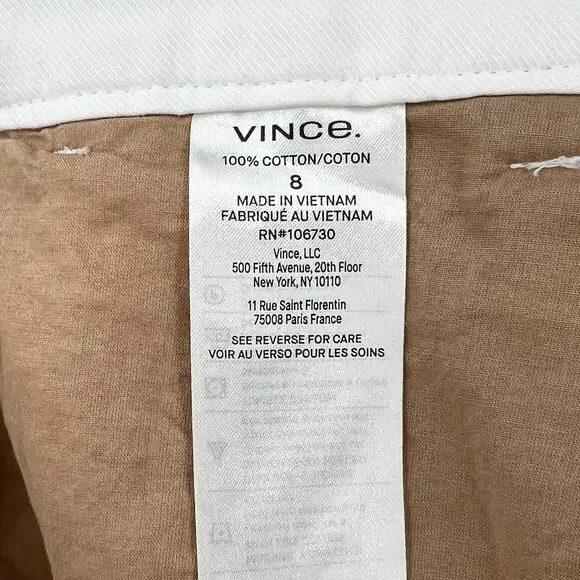 VINCE.
100% COTTON/COTON
8
MADE IN VIETNAM
FABRIQUÉ AU VIETNAM
RN#106730
Vince, LLC
500 Fifth Avenue, 20th Floor
New York, NY 10110
11 Rue Saint Florentin
75008 Paris France
SEE REVERSE FOR CARE
VOIR AU VERSO POUR LES SOINS